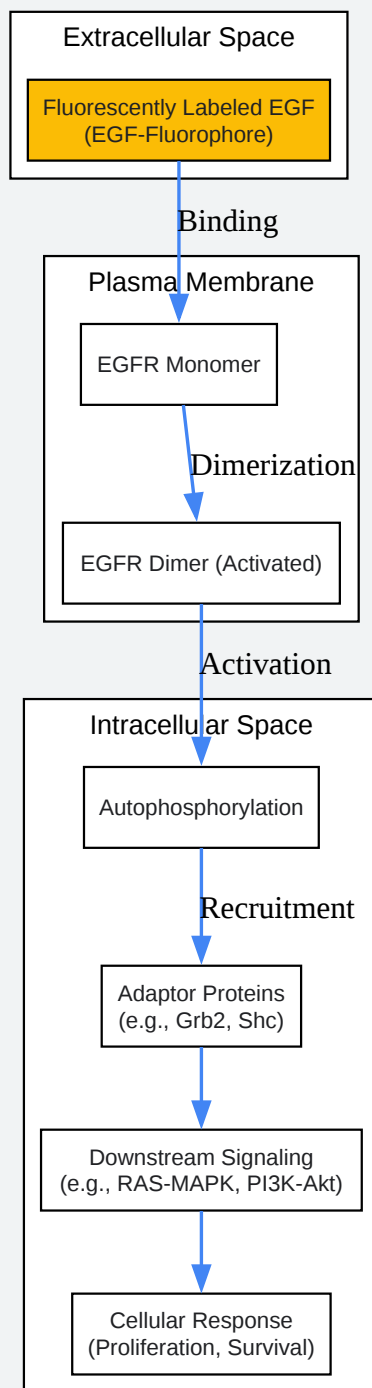 Extracellular Space
Fluorescently Labeled EGF
(EGF-Fluorophore)
Binding
Plasma Membrane
EGFR Monomer
Dimerization
EGFR Dimer (Activated)
Activation
Intracellular Space
Autophosphorylation
Recruitment
Adaptor Proteins
(e.g., Grb2, Shc)
Downstream Signaling
(e.g., RAS-MAPK, PI3K-Akt)
Cellular Response
(Proliferation, Survival)